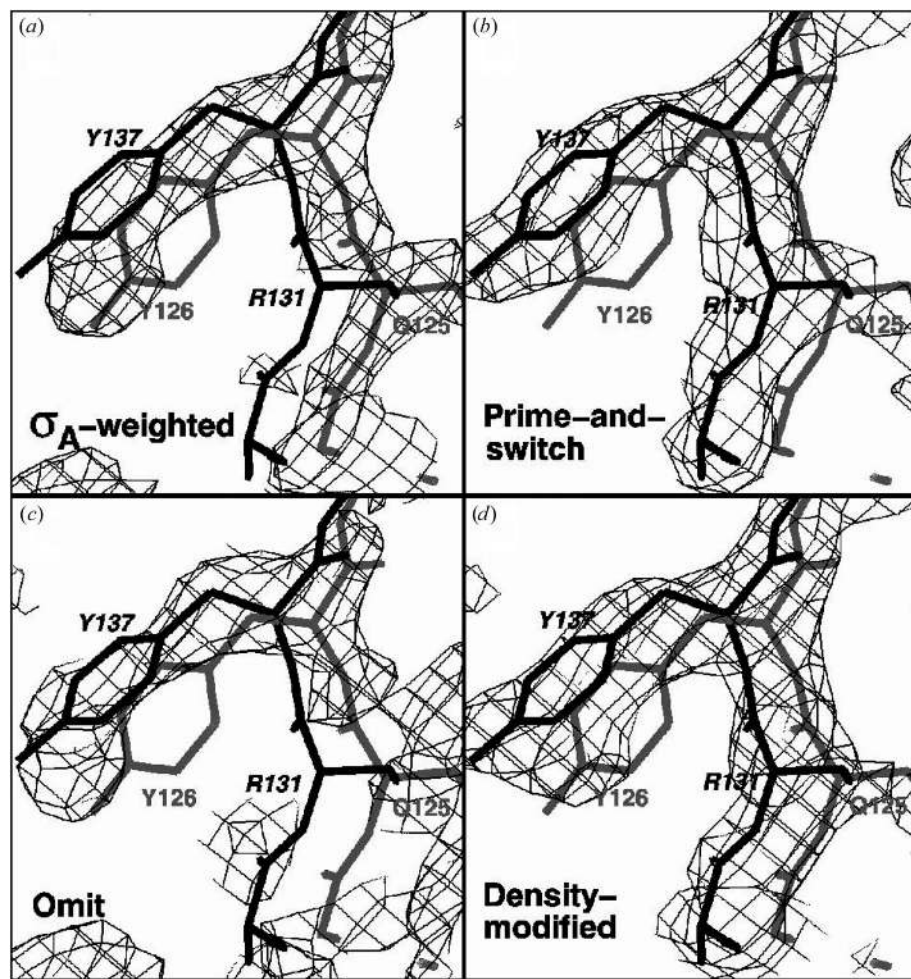 (a)
Y137
Y126
R131
Q125
σA-weighted
(b)
Y137
Y126
R131
Q125
Prime-and-
switch
(c)
Y137
Y126
R131
Q125
Omit
(d)
Y137
Y126
R131
Q125
Density-
modified